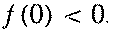 f(0) < 0.